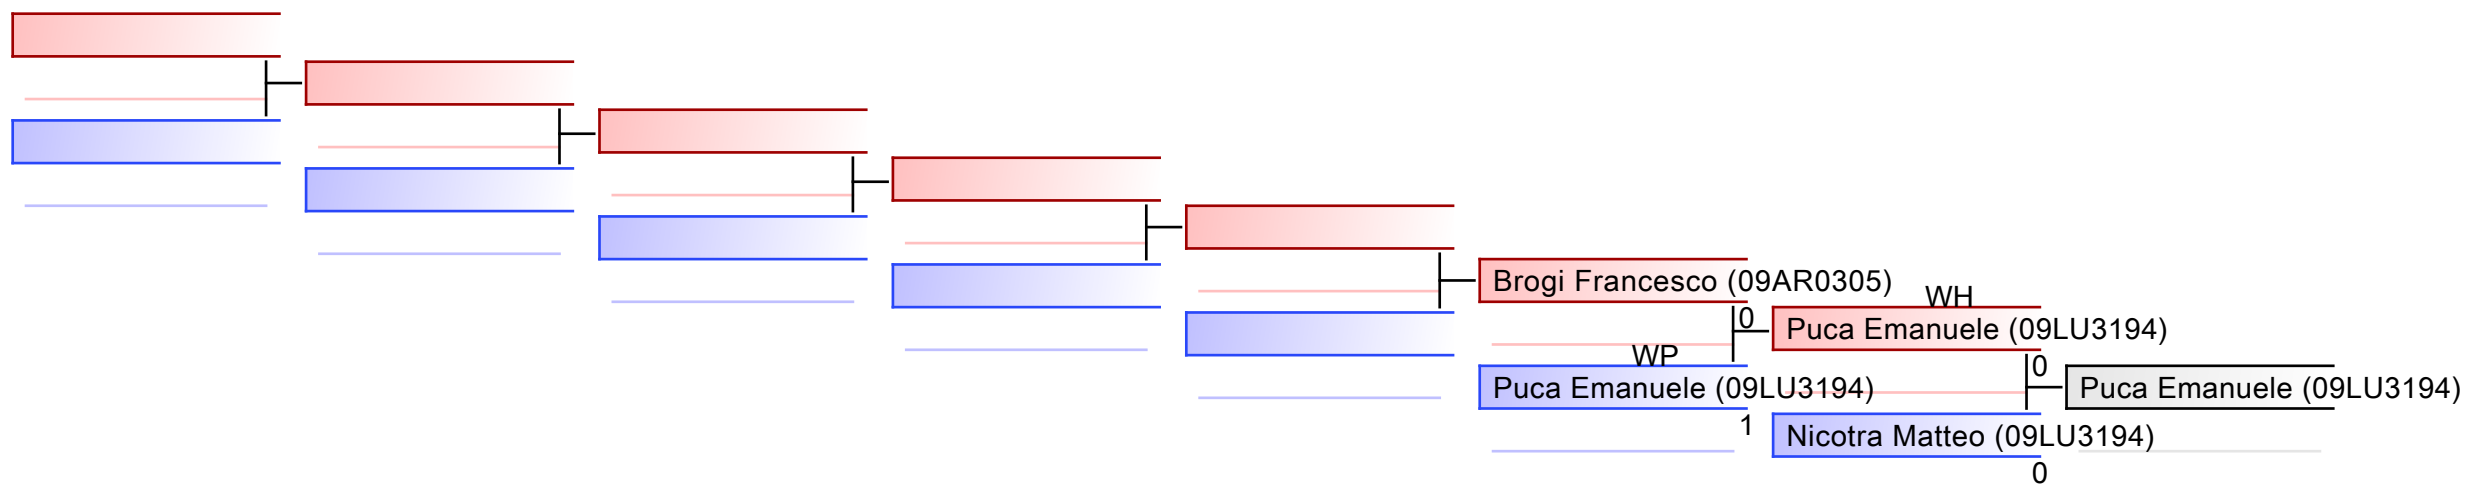 Brogi Francesco (09AR0305)
WH
0
Puca Emanuele (09LU3194)
WP
0
Puca Emanuele (09LU3194)
Puca Emanuele (09LU3194)
1
Nicotra Matteo (09LU3194)
0